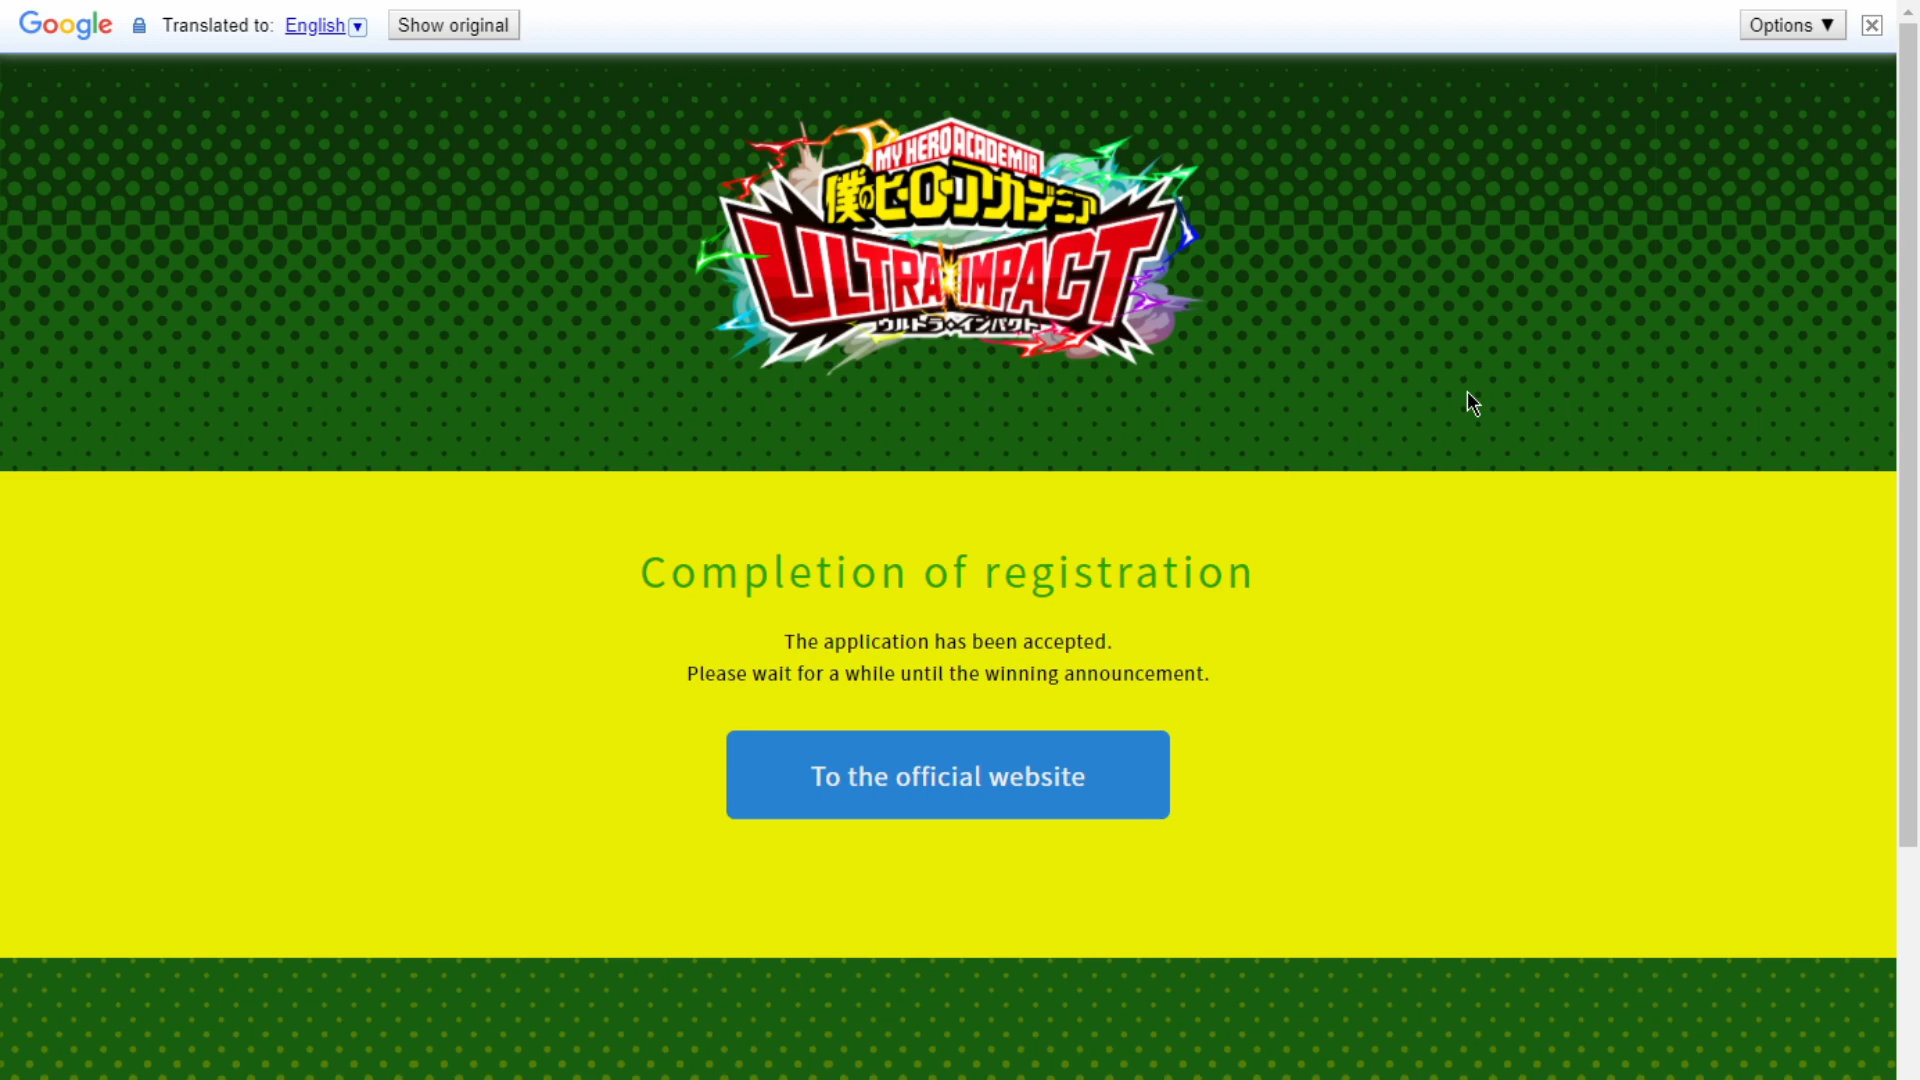 Google Translated to: English ▼ Show original Options ▼
MY HERO ACADEMIA
僕のヒーローアカデミア
ULTRA IMPACT
ウルトラ・インパクト
Completion of registration
The application has been accepted.
Please wait for a while until the winning announcement.
To the official website